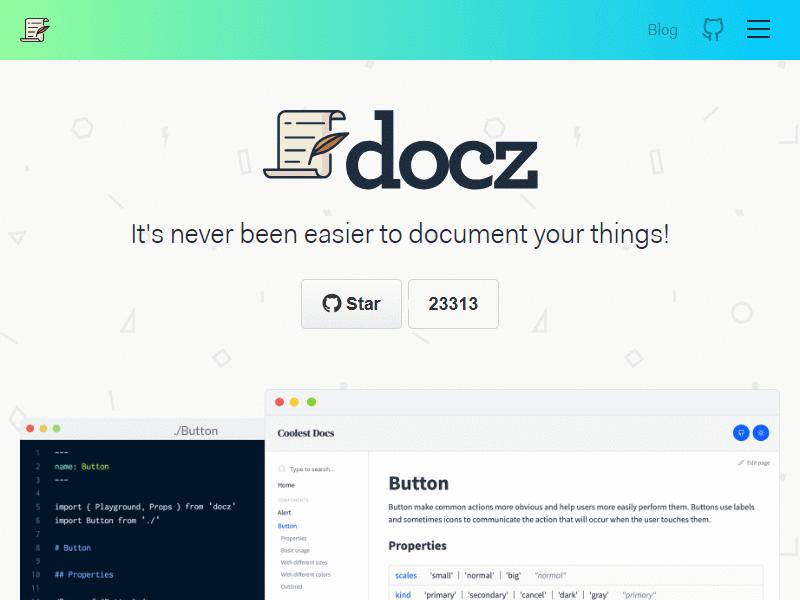 Blog
docz
It's never been easier to document your things!
Star
23313
./Button
1 ---
2 name: Button
3 ---
4
5 import { Playground, Props } from 'docz'
6 import Button from './'
7
8 # Button
9
10 ## Properties
11
Coolest Docs
Type to search...
Home
COMPONENTS
Alert
Button
Properties
Basic usage
With different sizes
With different colors
Outlined
Edit page
Button
Button make common actions more obvious and help users more easily perform them. Buttons use labels
and sometimes icons to communicate the action that will occur when the user touches them.
Properties
scales 'small' | 'normal' | 'big' "normal"
kind 'primary' | 'secondary' | 'cancel' | 'dark' | 'gray' "primary"